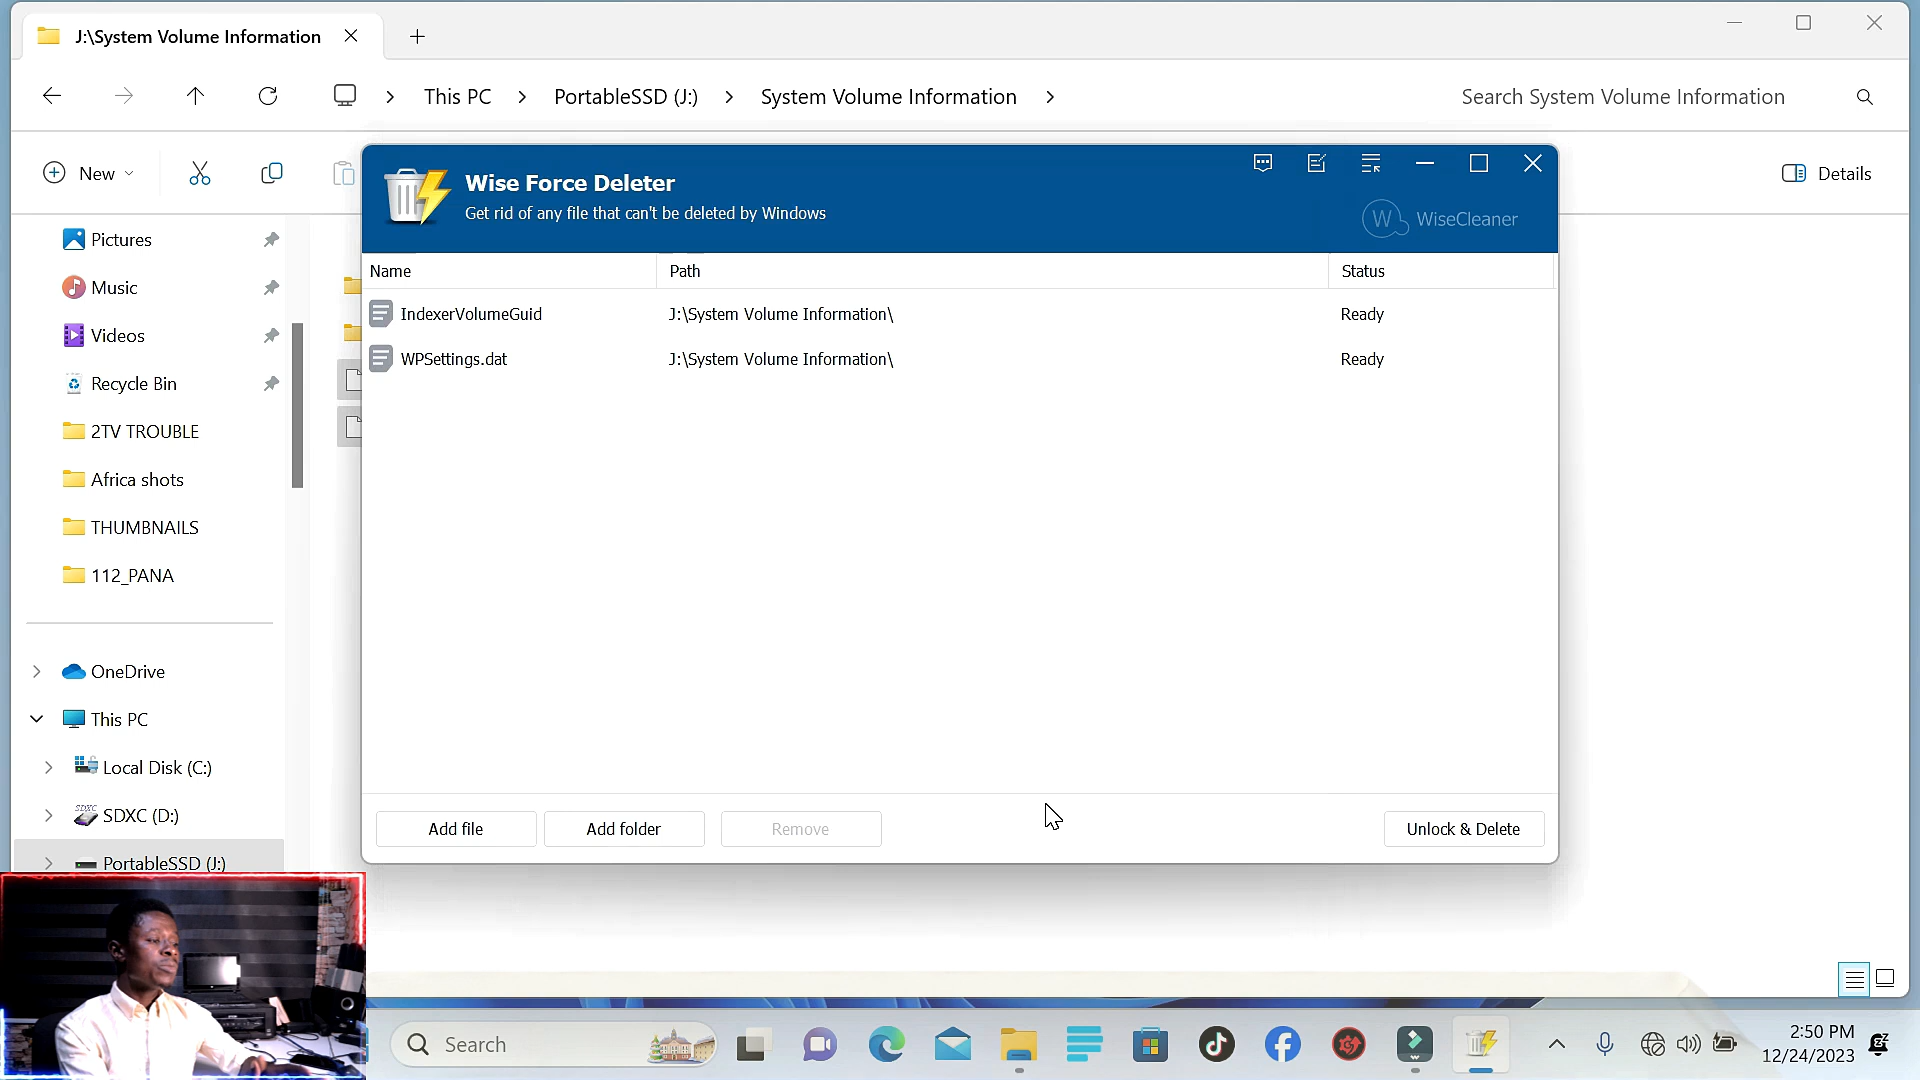 J:\System Volume Information
This PC
PortableSSD (J:)
System Volume Information
Search System Volume Information
New
Details
Wise Force Deleter
Get rid of any file that can't be deleted by Windows
W WiseCleaner
Name
Path
Status
IndexerVolumeGuid
J:\System Volume Information\
Ready
WPSettings.dat
J:\System Volume Information\
Ready
Pictures
Music
Videos
Recycle Bin
2TV TROUBLE
Africa shots
THUMBNAILS
112_PANA
OneDrive
This PC
Local Disk (C:)
SDXC
SDXC (D:)
PortableSSD (J:)
Add file
Add folder
Remove
Unlock & Delete
Search
2:50 PM
12/24/2023